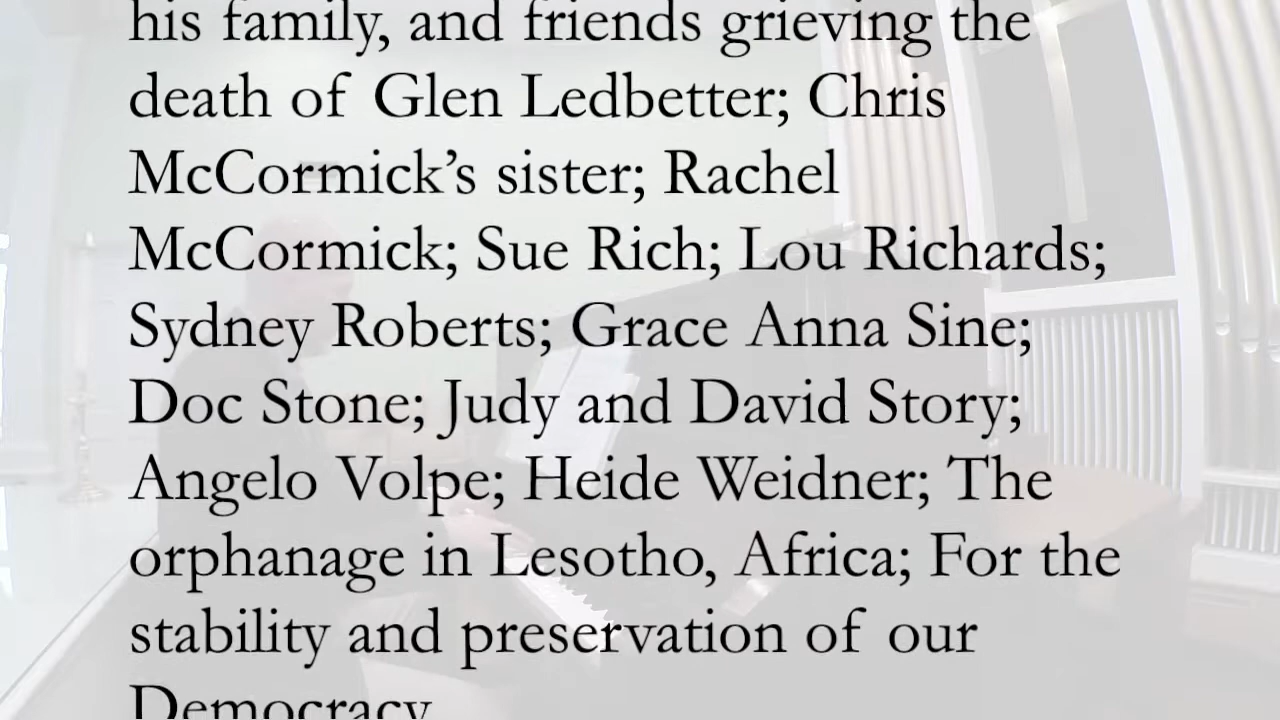 his family, and friends grieving the
death of Glen Ledbetter; Chris
McCormick’s sister; Rachel
McCormick; Sue Rich; Lou Richards;
Sydney Roberts; Grace Anna Sine;
Doc Stone; Judy and David Story;
Angelo Volpe; Heide Weidner; The
orphanage in Lesotho, Africa; For the
stability and preservation of our
Democracy